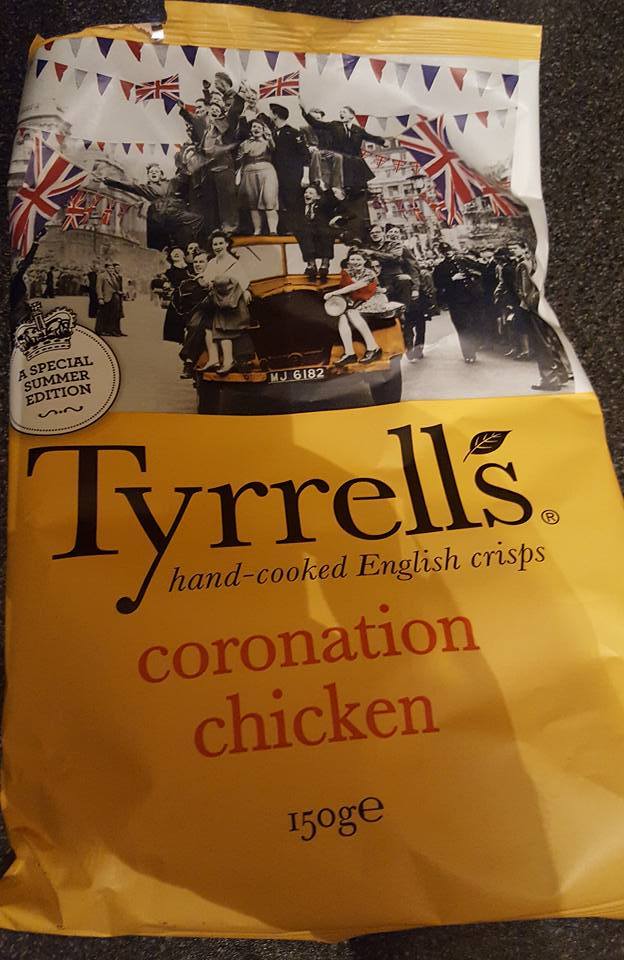 MJ 6182
A SPECIAL
SUMMER
EDITION
Tyrrell's®
hand-cooked English crisps
coronation
chicken
150g℮